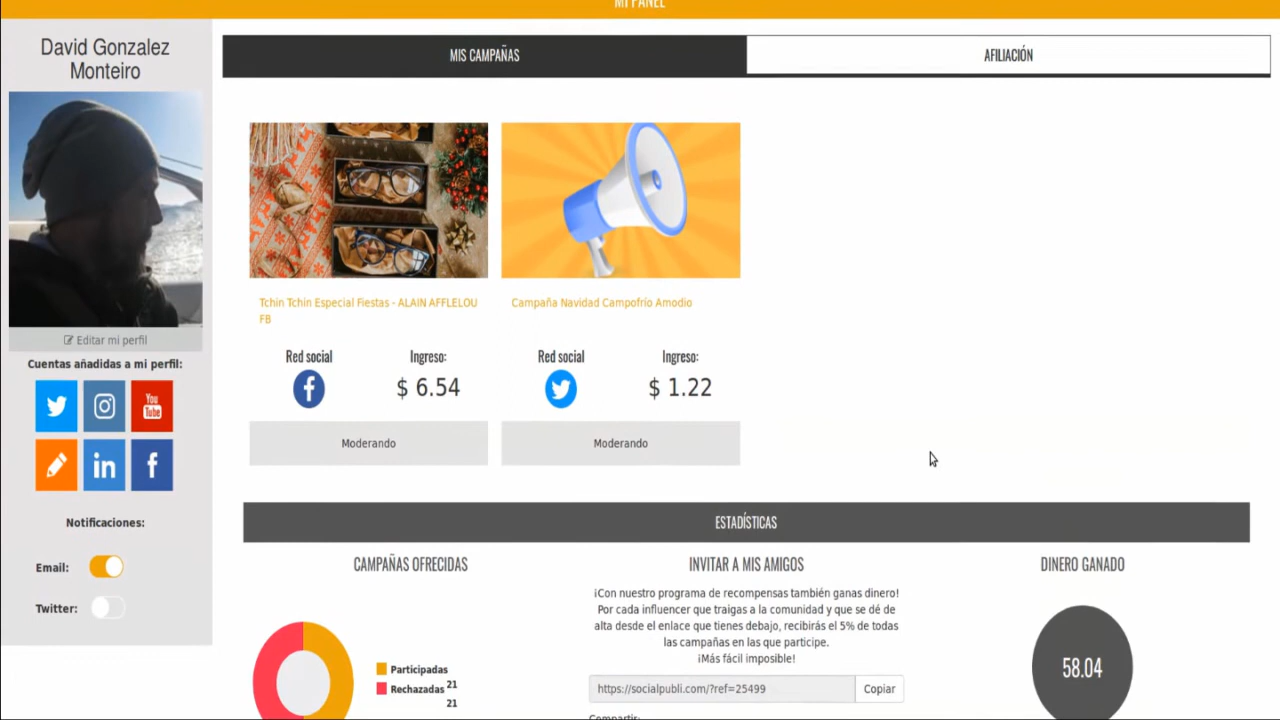 MI PANEL
David Gonzalez
Monteiro
Editar mi perfil
Cuentas añadidas a mi perfil:
You
Tube
in
f
Notificaciones:
Email:
Twitter:
MIS CAMPAÑAS
AFILIACIÓN
Tchin Tchin Especial Fiestas - ALAIN AFFLELOU
FB
Red social
Ingreso:
f
$ 6.54
Moderando
Campaña Navidad Campofrío Amodio
Red social
Ingreso:
$ 1.22
Moderando
ESTADÍSTICAS
CAMPAÑAS OFRECIDAS
Participadas
21
Rechazadas
21
INVITAR A MIS AMIGOS
¡Con nuestro programa de recompensas también ganas dinero!
Por cada influencer que traigas a la comunidad y que se dé de
alta desde el enlace que tienes debajo, recibirás el 5% de todas
las campañas en las que participe.
¡Más fácil imposible!
https://socialpubli.com/?ref=25499
Copiar
Compartir:
DINERO GANADO
58.04